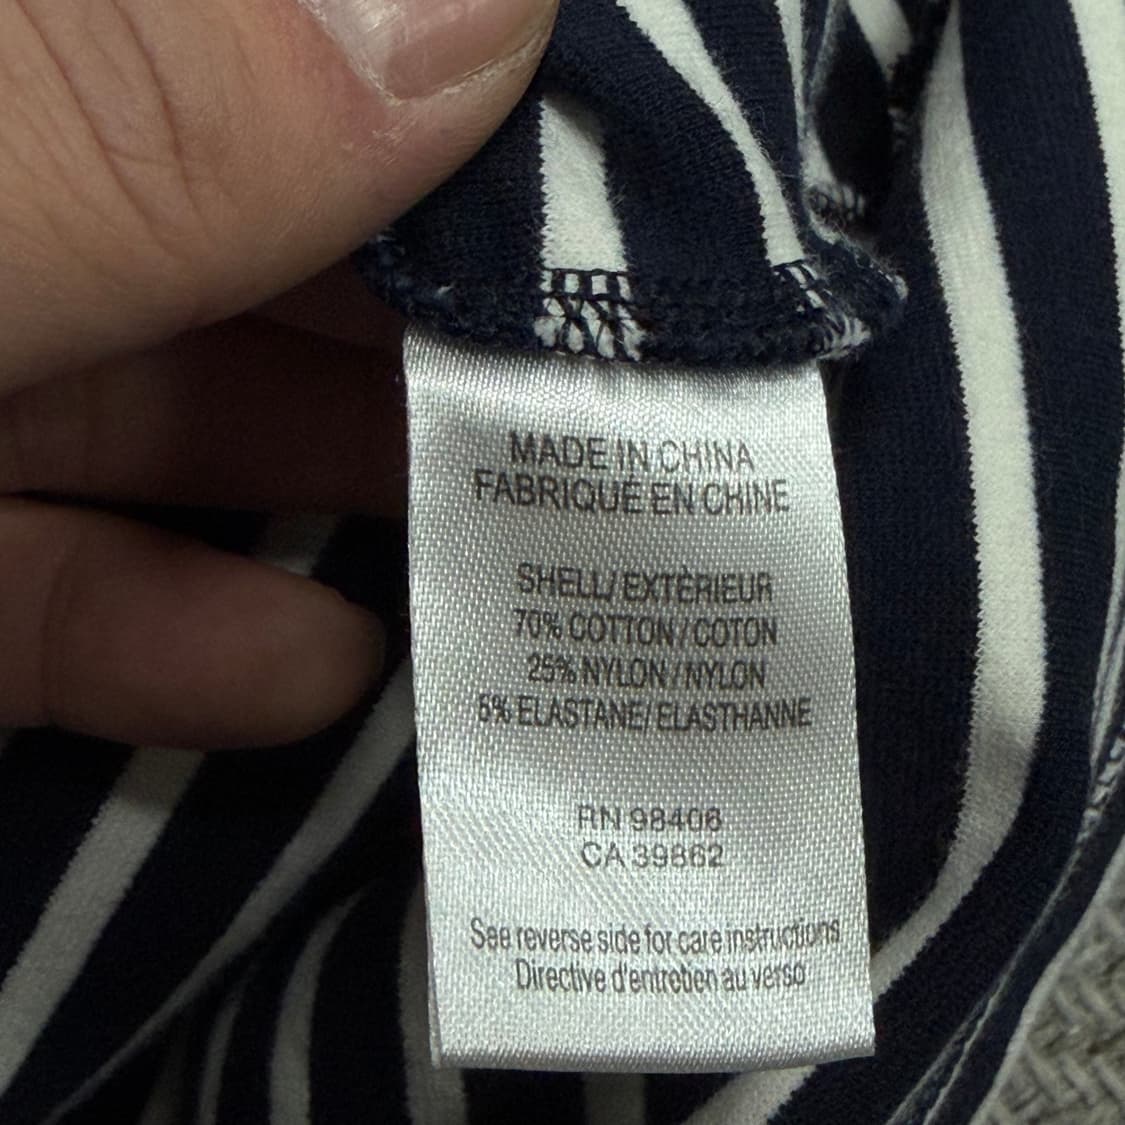 MADE IN CHINA
FABRIQUÉ EN CHINE
SHELL/EXTÉRIEUR
70% COTTON/COTON
25% NYLON/NYLON
5% ELASTANE/ELASTHANNE
RN 98406
CA 39862
See reverse side for care instructions
Directive d'entretien au verso